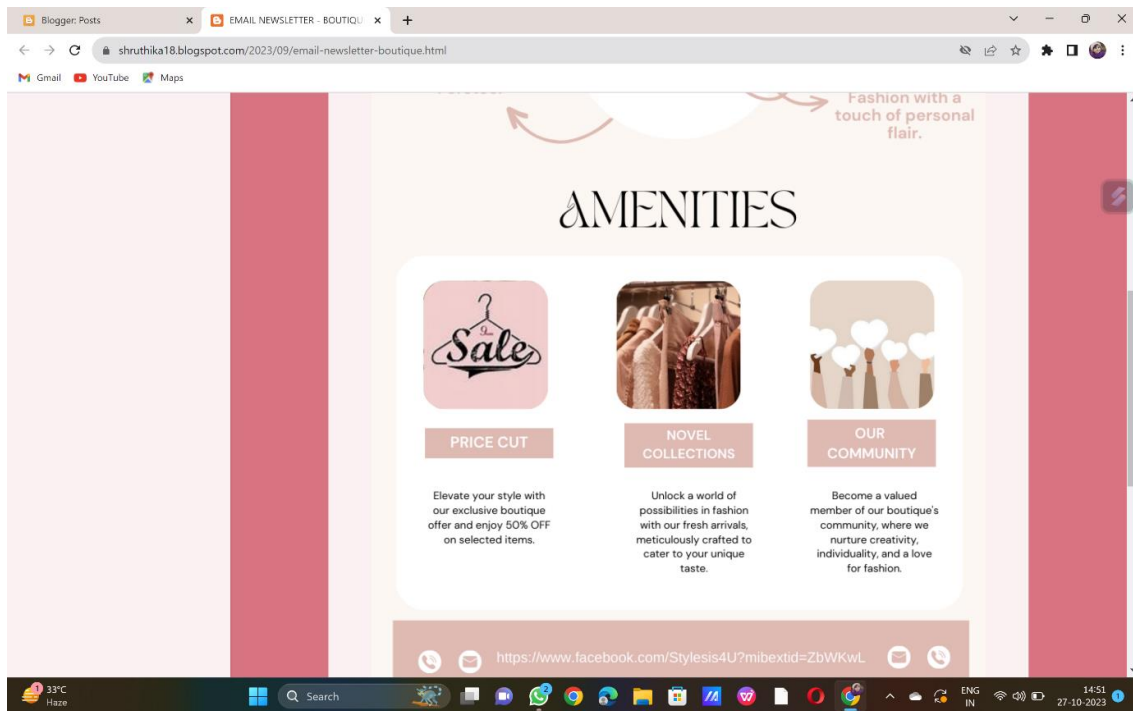 Blogger: Posts
EMAIL NEWSLETTER - BOUTIQU
shruthika18.blogspot.com/2023/09/email-newsletter-boutique.html
Gmail YouTube Maps
Fashion with a
touch of personal
flair.
AMENITIES
Sale
PRICE CUT
Elevate your style with
our exclusive boutique
offer and enjoy 50% OFF
on selected items.
NOVEL
COLLECTIONS
Unlock a world of
possibilities in fashion
with our fresh arrivals,
meticulously crafted to
cater to your unique
taste.
OUR
COMMUNITY
Become a valued
member of our boutique's
community, where we
nurture creativity,
individuality, and a love
for fashion.
https://www.facebook.com/Stylesis4U?mibextid=ZbWKwL
1
33°C
Haze
Search
2
ENG
IN
14:51
27-10-2023
1